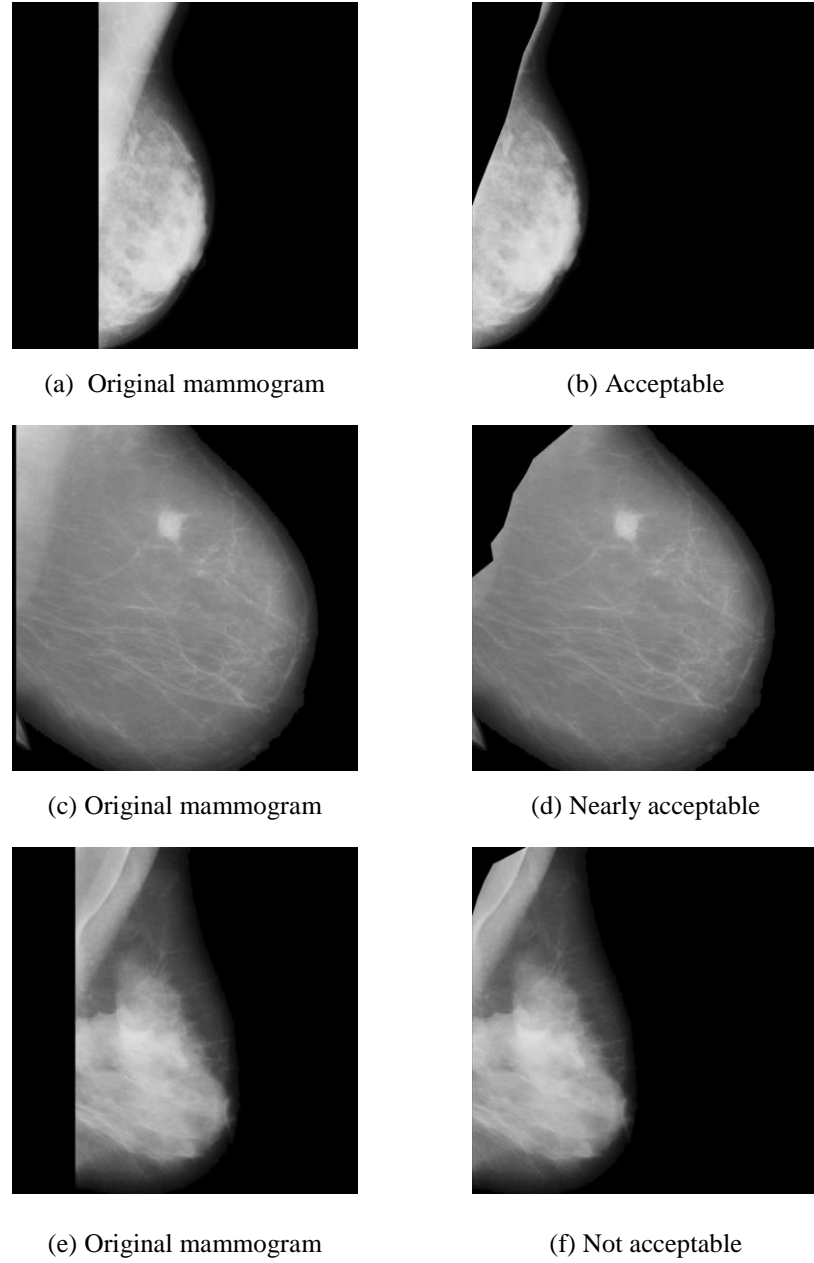 (a) Original mammogram
(b) Acceptable
(c) Original mammogram
(d) Nearly acceptable
(e) Original mammogram
(f) Not acceptable